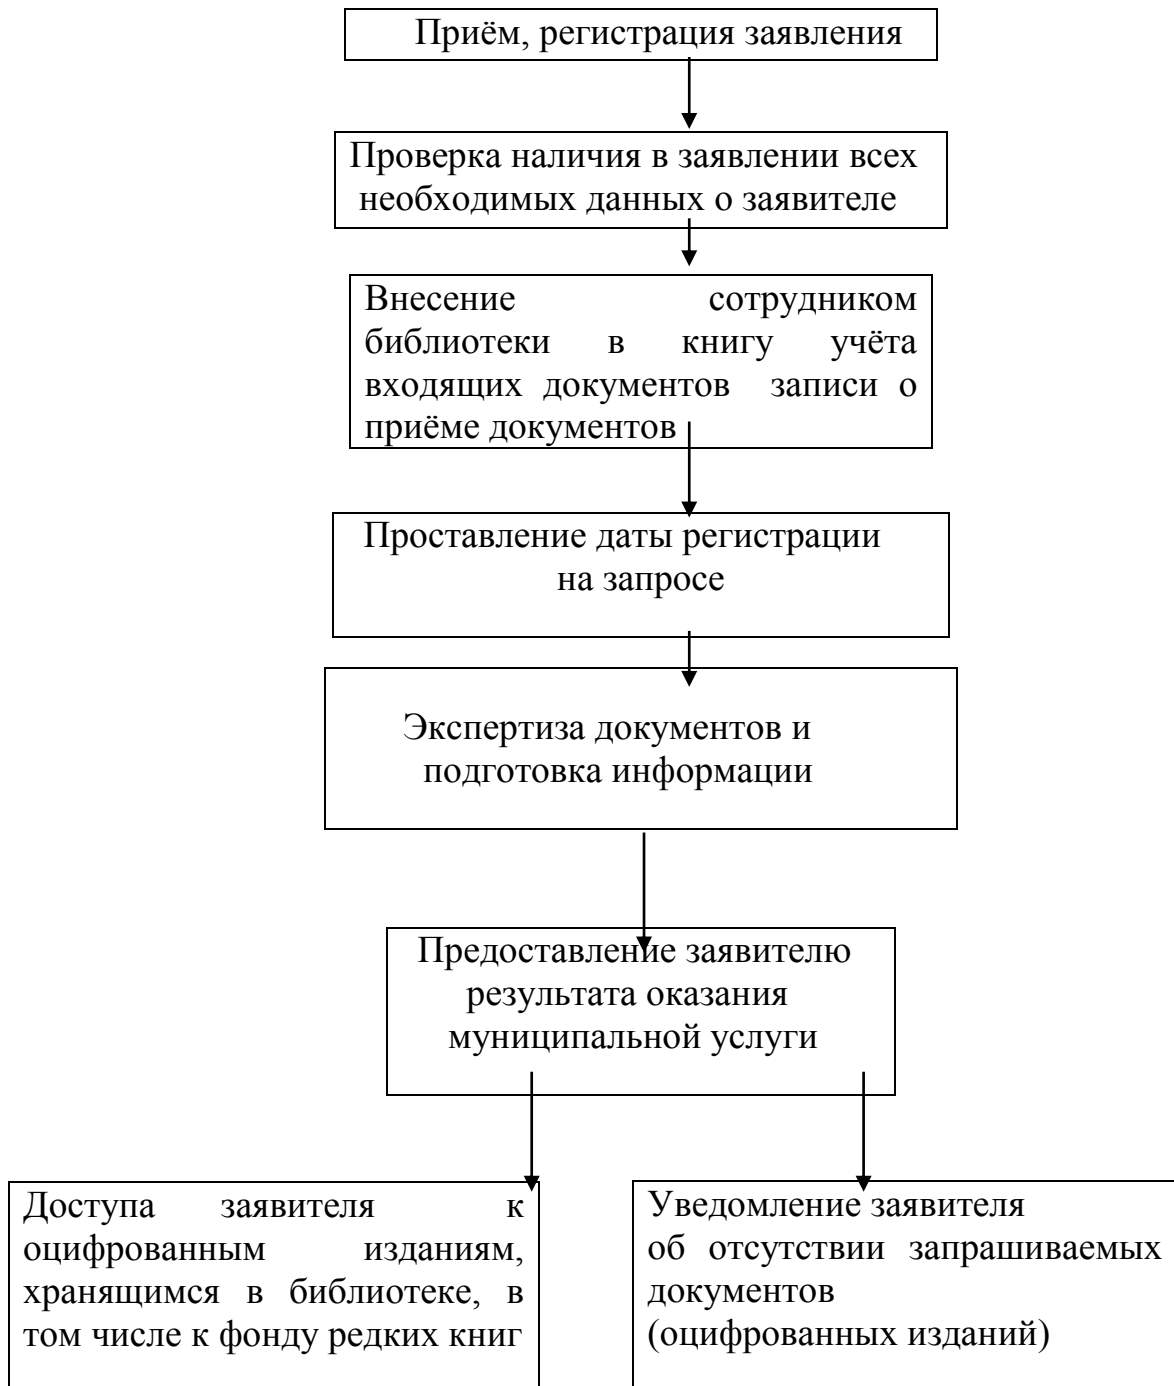 Приём, регистрация заявления
Проверка наличия в заявлении всех
необходимых данных о заявителе
Внесение сотрудником
библиотеки в книгу учёта
входящих документов записи о
приёме документов
Проставление даты регистрации
на запросе
Экспертиза документов и
подготовка информации
Предоставление заявителю
результата оказания
муниципальной услуги
Доступа заявителя к
оцифрованным изданиям,
хранящимся в библиотеке, в
том числе к фонду редких книг
Уведомление заявителя
об отсутствии запрашиваемых
документов
(оцифрованных изданий)